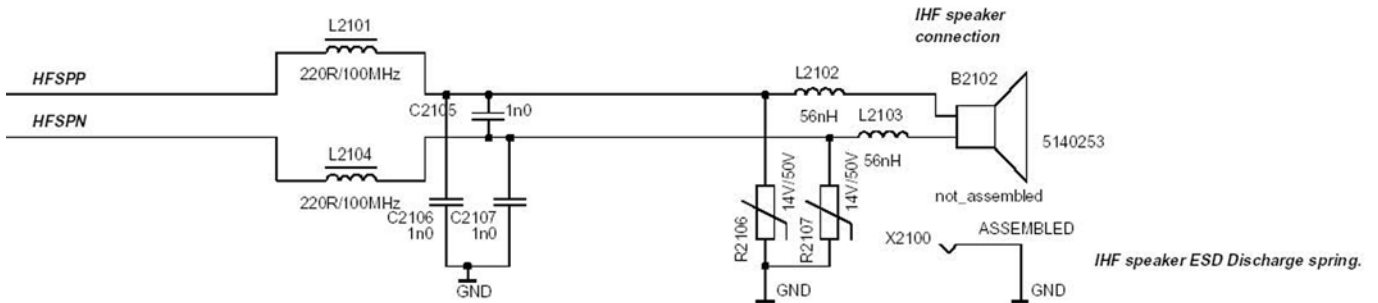 IHF speaker
connection
L2101
220R/100MHz
HFSPP
L2102
B2102
C2105
1n0
56nH
L2103
HFSPN
56nH
5140253
L2104
220R/100MHz
14V/50V
14V/50V
not_assembled
C2106
1n0
C2107
1n0
R2106
R2107
X2100
ASSEMBLED
IHF speaker ESD Discharge spring.
GND
GND
GND